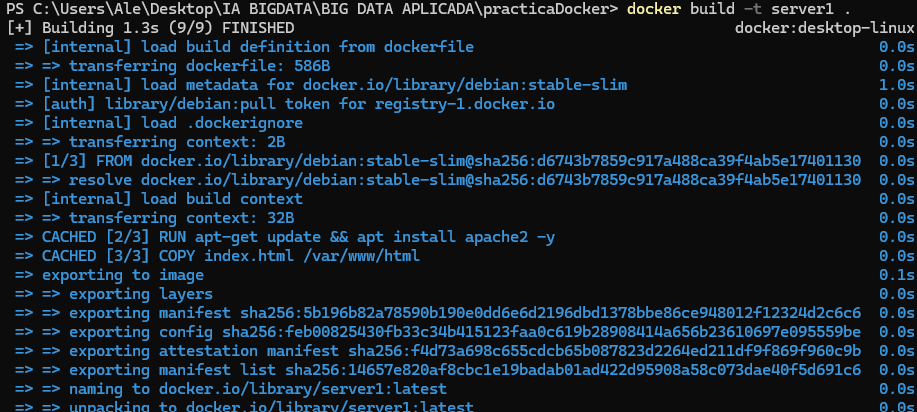 PS C:\Users\Ale\Desktop\IA BIGDATA\BIG DATA APLICADA\practicaDocker> docker build -t server1 .
[+] Building 1.3s (9/9) FINISHED docker:desktop-linux
=> [internal] load build definition from dockerfile 0.0s
=> => transferring dockerfile: 586B 0.0s
=> [internal] load metadata for docker.io/library/debian:stable-slim 1.0s
=> [auth] library/debian:pull token for registry-1.docker.io 0.0s
=> [internal] load .dockerignore 0.0s
=> => transferring context: 2B 0.0s
=> [1/3] FROM docker.io/library/debian:stable-slim@sha256:d6743b7859c917a488ca39f4ab5e17401130 0.0s
=> => resolve docker.io/library/debian:stable-slim@sha256:d6743b7859c917a488ca39f4ab5e17401130 0.0s
=> [internal] load build context 0.0s
=> => transferring context: 32B 0.0s
=> CACHED [2/3] RUN apt-get update && apt install apache2 -y 0.0s
=> CACHED [3/3] COPY index.html /var/www/html 0.0s
=> exporting to image 0.1s
=> => exporting layers 0.0s
=> => exporting manifest sha256:5b196b82a78590b190e0dd6e6d2196dbd1378bbe86ce948012f12324d2c6c6 0.0s
=> => exporting config sha256:feb00825430fb33c34b415123faa0c619b28908414a656b23610697e095559be 0.0s
=> => exporting attestation manifest sha256:f4d73a698c655cdcb65b087823d2264ed211df9f869f960c9b 0.0s
=> => exporting manifest list sha256:14657e820af8cbc1e19badab01ad422d95908a58c073dae40f5d691c6 0.0s
=> => naming to docker.io/library/server1:latest 0.0s
=> => unpacking to docker.io/library/server1:latest 0.0s